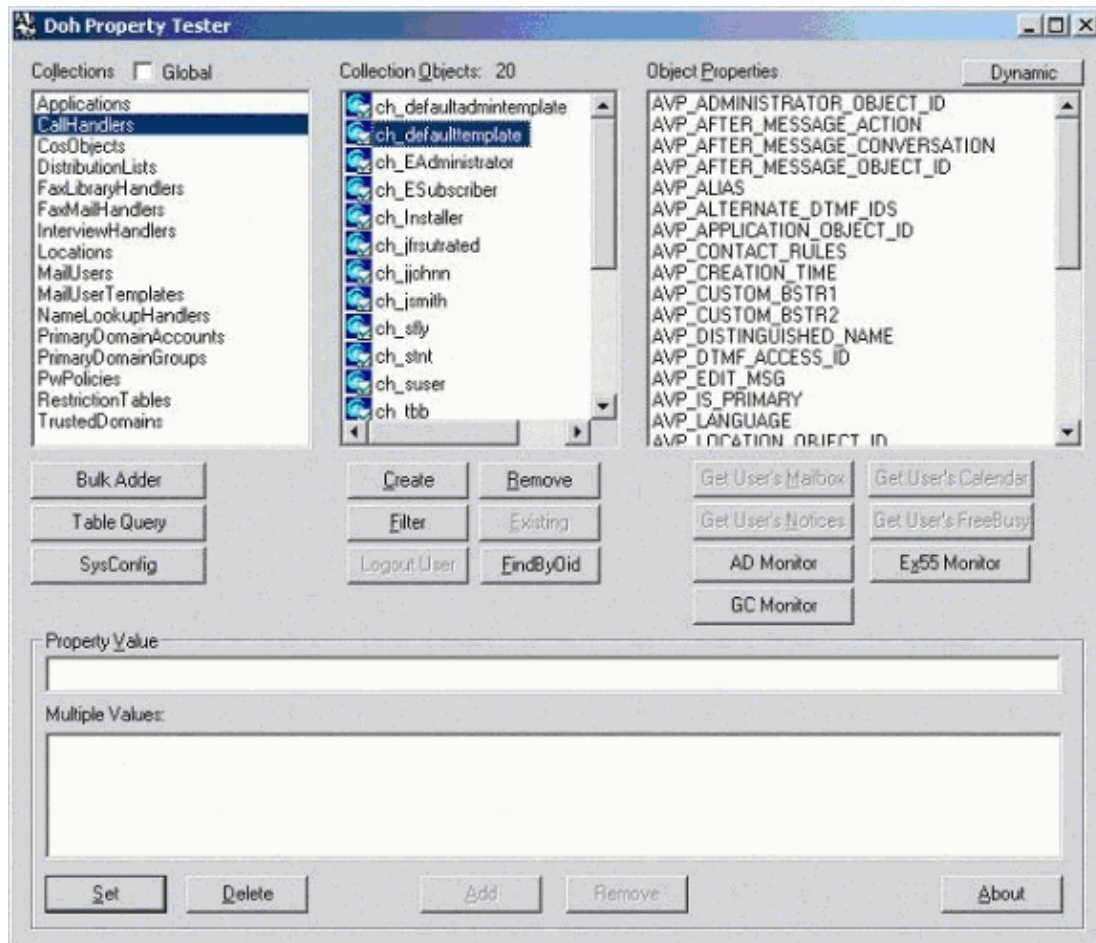 Doh Property Tester
Collections Global
Applications
CallHandlers
CosObjects
DistributionLists
FaxLibraryHandlers
FaxMailHandlers
InterviewHandlers
Locations
MailUsers
MailUserTemplates
NameLookupHandlers
PrimaryDomainAccounts
PrimaryDomainGroups
PwPolicies
RestrictionTables
TrustedDomains
Bulk Adder
Table Query
SysConfig
Collection Objects: 20
ch_defaultadmintemplate
ch_defaulttemplate
ch_EAdministrator
ch_ESubscriber
ch_Installer
ch_jfrsutrated
ch_jjohnn
ch_jsmith
ch_sfly
ch_stnt
ch_suser
ch_tbb
Create Remove
Filter Existing
Logout User FindByOid
Object Properties Dynamic
AVP_ADMINISTRATOR_OBJECT_ID
AVP_AFTER_MESSAGE_ACTION
AVP_AFTER_MESSAGE_CONVERSATION
AVP_AFTER_MESSAGE_OBJECT_ID
AVP_ALIAS
AVP_ALTERNATE_DTMF_IDS
AVP_APPLICATION_OBJECT_ID
AVP_CONTACT_RULES
AVP_CREATION_TIME
AVP_CUSTOM_BSTR1
AVP_CUSTOM_BSTR2
AVP_DISTINGUISHED_NAME
AVP_DTMF_ACCESS_ID
AVP_EDIT_MSG
AVP_IS_PRIMARY
AVP_LANGUAGE
AVP_LOCATION_OBJECT_ID
Get User's Mailbox Get User's Calendar
Get User's Notices Get User's FreeBusy
AD Monitor Ex55 Monitor
GC Monitor
Property Value
Multiple Values:
Set Delete Add Remove About